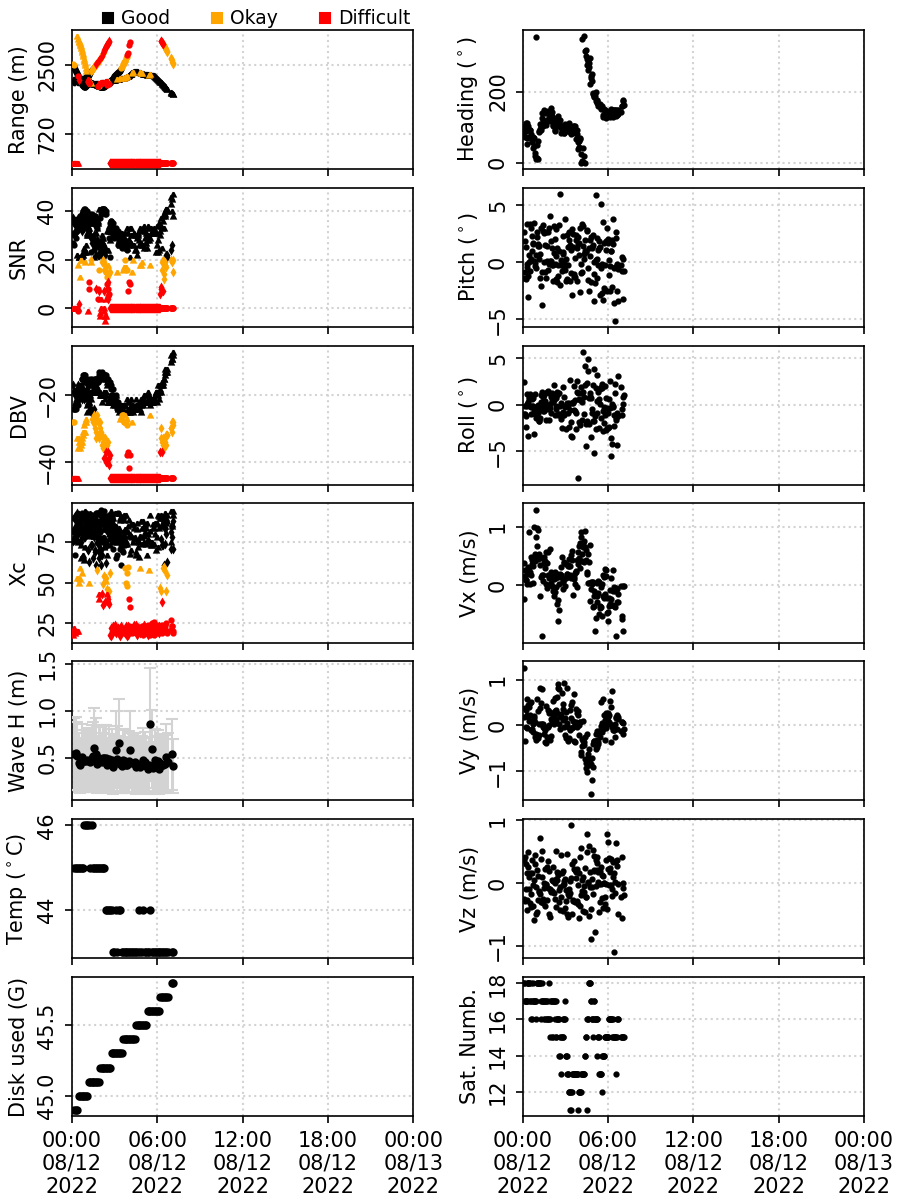 Good Okay Difficult
Range (m)
2500
720
Heading (°)
200
0
SNR
40
20
0
Pitch (°)
5
0
−5
DBV
−20
−40
Roll (°)
5
0
−5
Xc
75
50
25
Vx (m/s)
1
0
Wave H (m)
1.5
1.0
0.5
Vy (m/s)
1
0
−1
Temp (°C)
46
44
Vz (m/s)
1
0
−1
Disk used (G)
45.5
45.0
Sat. Numb.
18
16
14
12
00:00 06:00 12:00 18:00 00:00
08/12 08/12 08/12 08/12 08/13
2022 2022 2022 2022 2022
00:00 06:00 12:00 18:00 00:00
08/12 08/12 08/12 08/12 08/13
2022 2022 2022 2022 2022